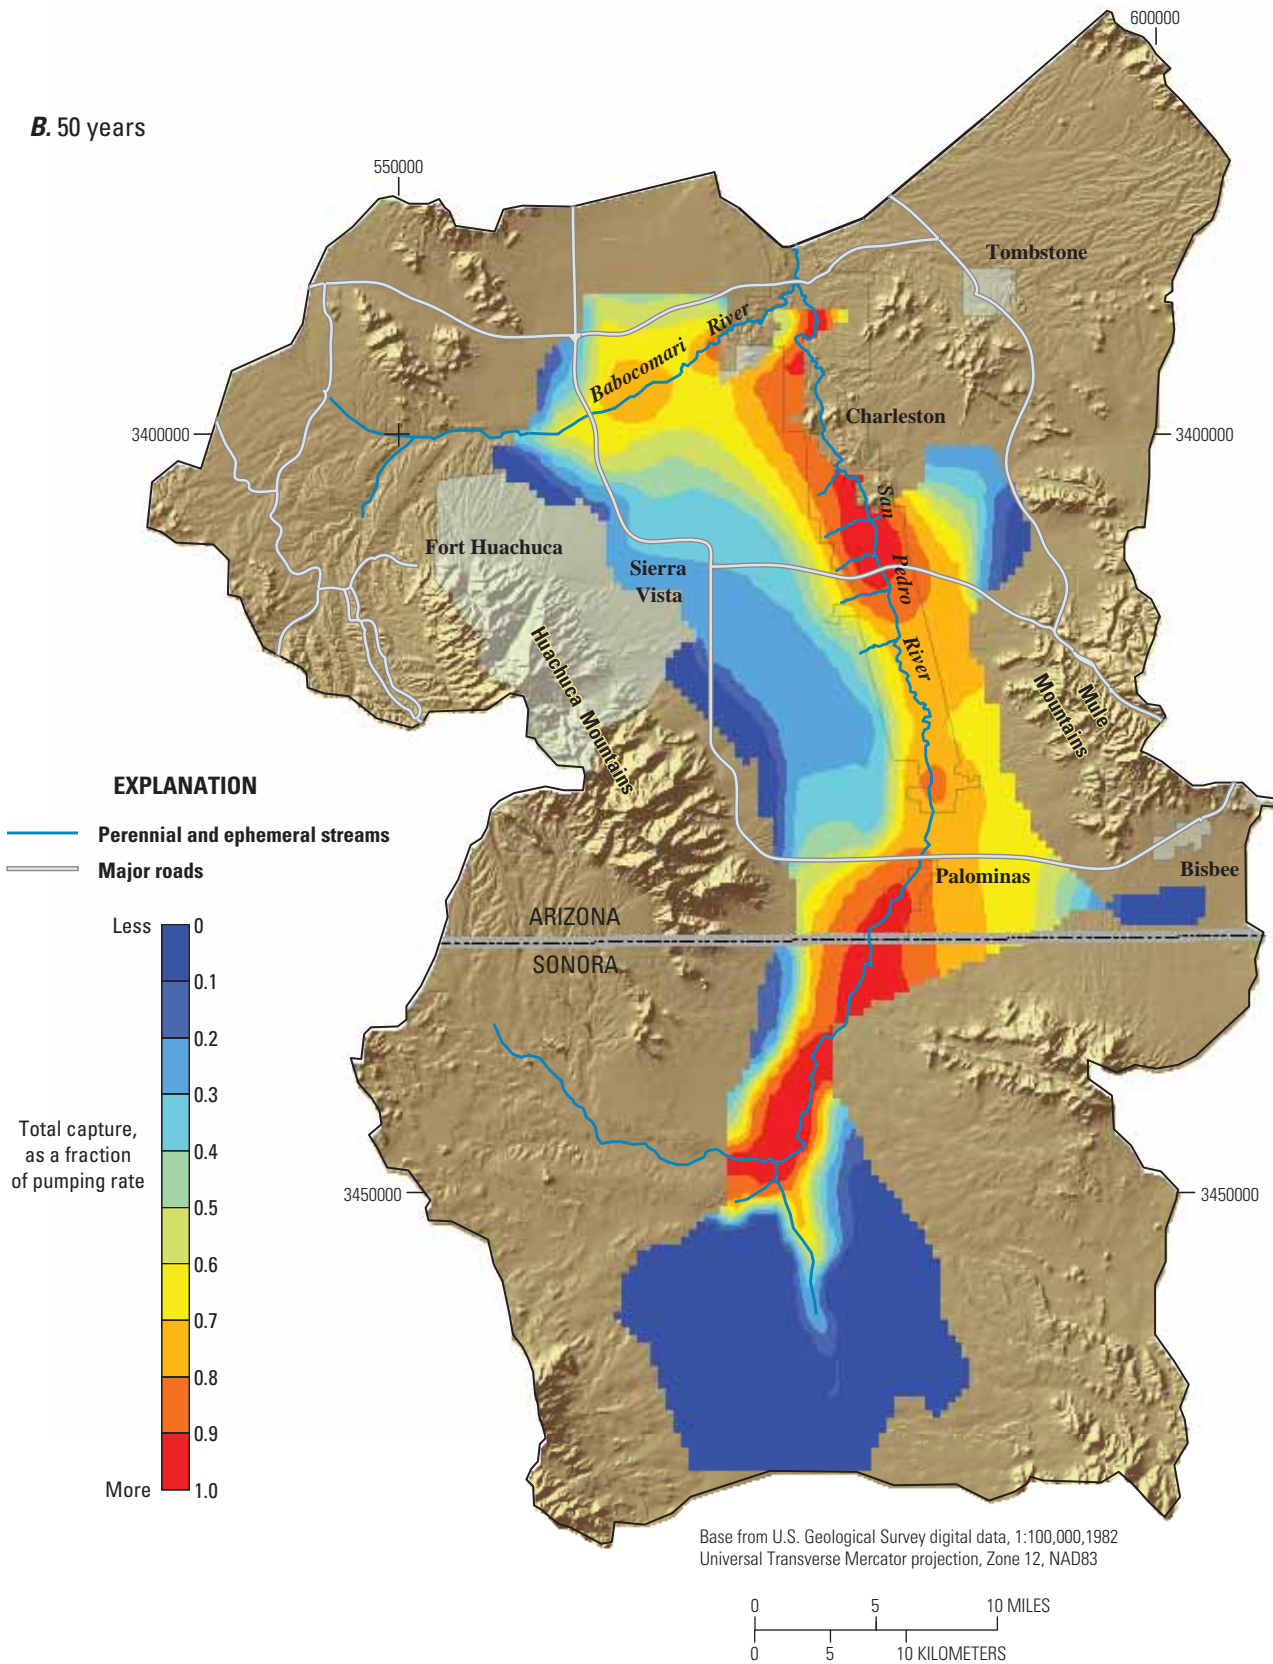 600000
B. 50 years
550000
Tombstone
Babocomari River
Charleston
3400000
3400000
San Pedro River
Fort Huachuca
Sierra
Vista
Huachuca Mountains
Mule
Mountains
EXPLANATION
Perennial and ephemeral streams
Major roads
Palominas
Bisbee
ARIZONA
SONORA
Less
0
0.1
0.2
0.3
Total capture,
as a fraction
of pumping rate
0.4
0.5
0.6
0.7
0.8
0.9
More
1.0
3450000
3450000
Base from U.S. Geological Survey digital data, 1:100,000,1982
Universal Transverse Mercator projection, Zone 12, NAD83
0 5 10 MILES
0 5 10 KILOMETERS